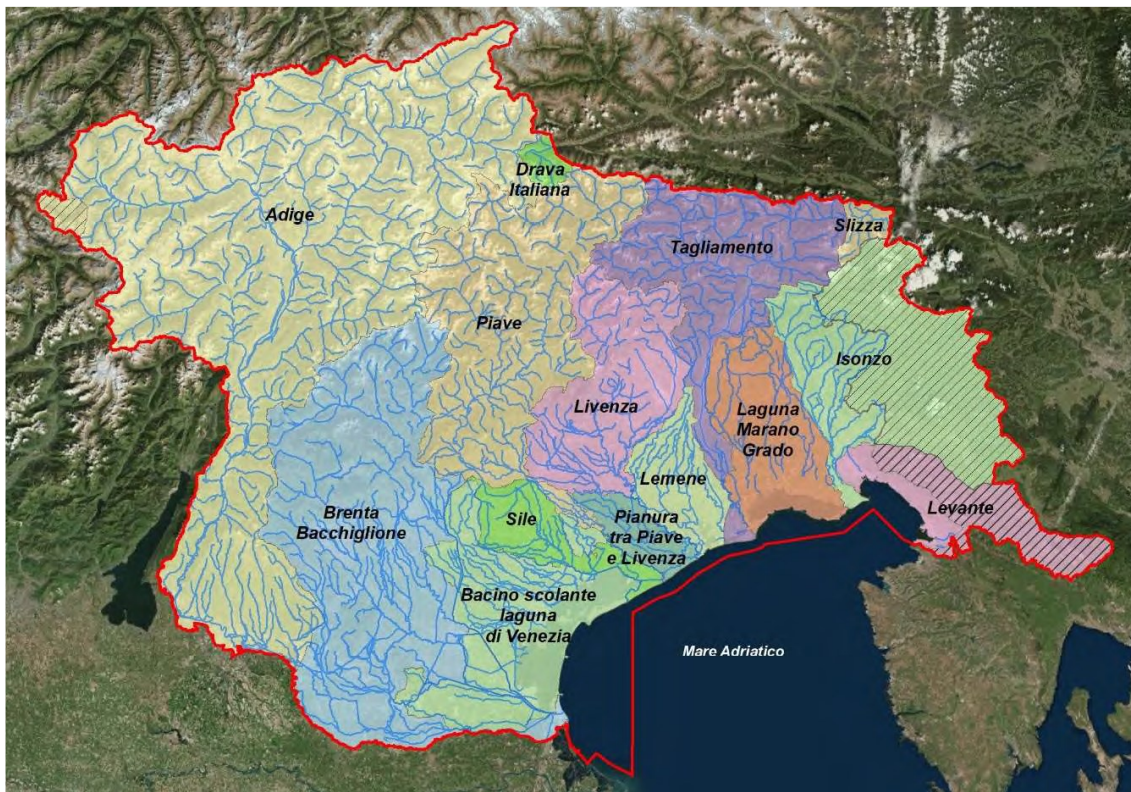 Drava
Italiana
Adige
Slizza
Tagliamento
Piave
Isonzo
Livenza
Laguna
Marano
Grado
Lemene
Levante
Brenta
Bacchiglione
Sile
Pianura
tra Piave
e Livenza
Bacino scolante
laguna
di Venezia
Mare Adriatico